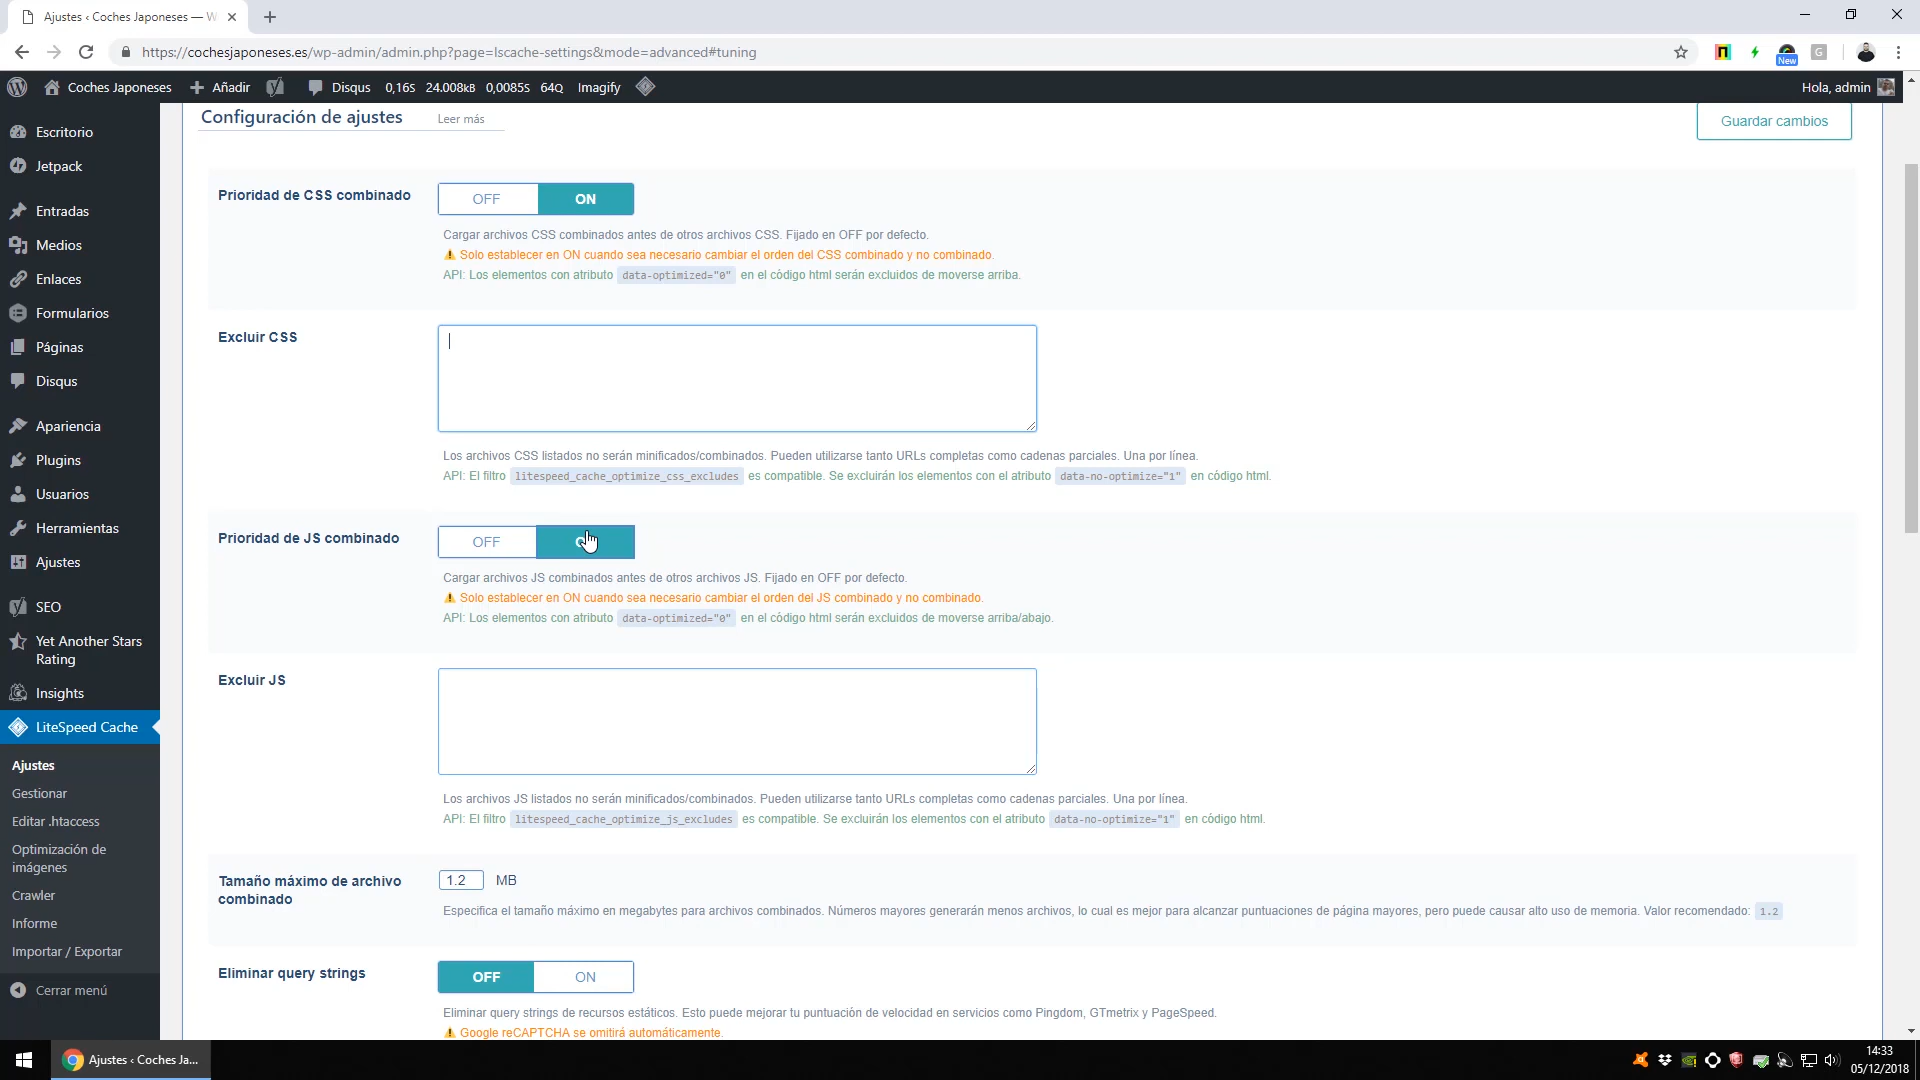 Ajustes ‹ Coches Japoneses — W
https://cochesjaponeses.es/wp-admin/admin.php?page=lscache-settings&mode=advanced#tuning
New
G
Coches Japoneses
Añadir
Disqus
0,16S 24.008kB 0,0085S 64Q
Imagify
Hola, admin
Escritorio
Jetpack
Entradas
Medios
Enlaces
Formularios
Páginas
Disqus
Apariencia
Plugins
Usuarios
Herramientas
Ajustes
SEO
Yet Another Stars
Rating
Insights
LiteSpeed Cache
Ajustes
Gestionar
Editar .htaccess
Optimización de
imágenes
Crawler
Informe
Importar / Exportar
Cerrar menú
Configuración de ajustes
Leer más
Guardar cambios
Prioridad de CSS combinado
OFF ON
Cargar archivos CSS combinados antes de otros archivos CSS. Fijado en OFF por defecto.
Solo establecer en ON cuando sea necesario cambiar el orden del CSS combinado y no combinado.
API: Los elementos con atributo data-optimized="0" en el código html serán excluidos de moverse arriba.
Excluir CSS
Los archivos CSS listados no serán minificados/combinados. Pueden utilizarse tanto URLs completas como cadenas parciales. Una por línea.
API: El filtro litespeed_cache_optimize_css_excludes es compatible. Se excluirán los elementos con el atributo data-no-optimize="1" en código html.
Prioridad de JS combinado
OFF
Cargar archivos JS combinados antes de otros archivos JS. Fijado en OFF por defecto.
Solo establecer en ON cuando sea necesario cambiar el orden del JS combinado y no combinado.
API: Los elementos con atributo data-optimized="0" en el código html serán excluidos de moverse arriba/abajo.
Excluir JS
Los archivos JS listados no serán minificados/combinados. Pueden utilizarse tanto URLs completas como cadenas parciales. Una por línea.
API: El filtro litespeed_cache_optimize_js_excludes es compatible. Se excluirán los elementos con el atributo data-no-optimize="1" en código html.
Tamaño máximo de archivo
combinado
1.2 MB
Especifica el tamaño máximo en megabytes para archivos combinados. Números mayores generarán menos archivos, lo cual es mejor para alcanzar puntuaciones de página mayores, pero puede causar alto uso de memoria. Valor recomendado: 1.2
Eliminar query strings
OFF ON
Eliminar query strings de recursos estáticos. Esto puede mejorar tu puntuación de velocidad en servicios como Pingdom, GTmetrix y PageSpeed.
Google reCAPTCHA se omitirá automáticamente.
Ajustes ‹ Coches Ja...
14:33
05/12/2018